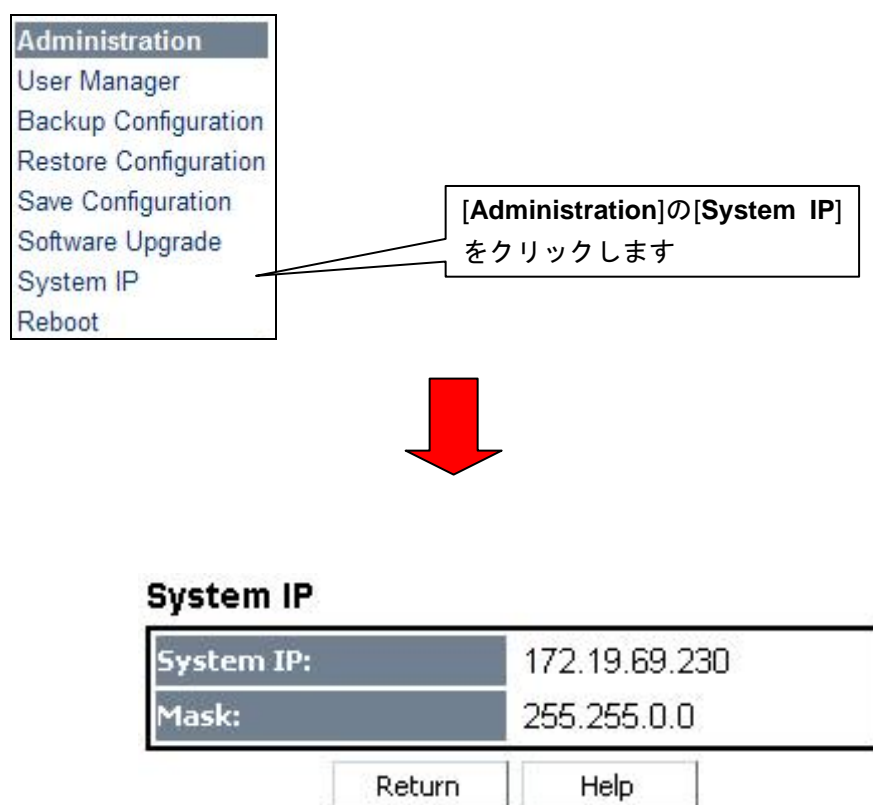 Administration
User Manager
Backup Configuration
Restore Configuration
Save Configuration
Software Upgrade
System IP
Reboot
[Administration]の[System IP]
をクリックします
System IP
System IP: 172.19.69.230
Mask: 255.255.0.0
Return Help